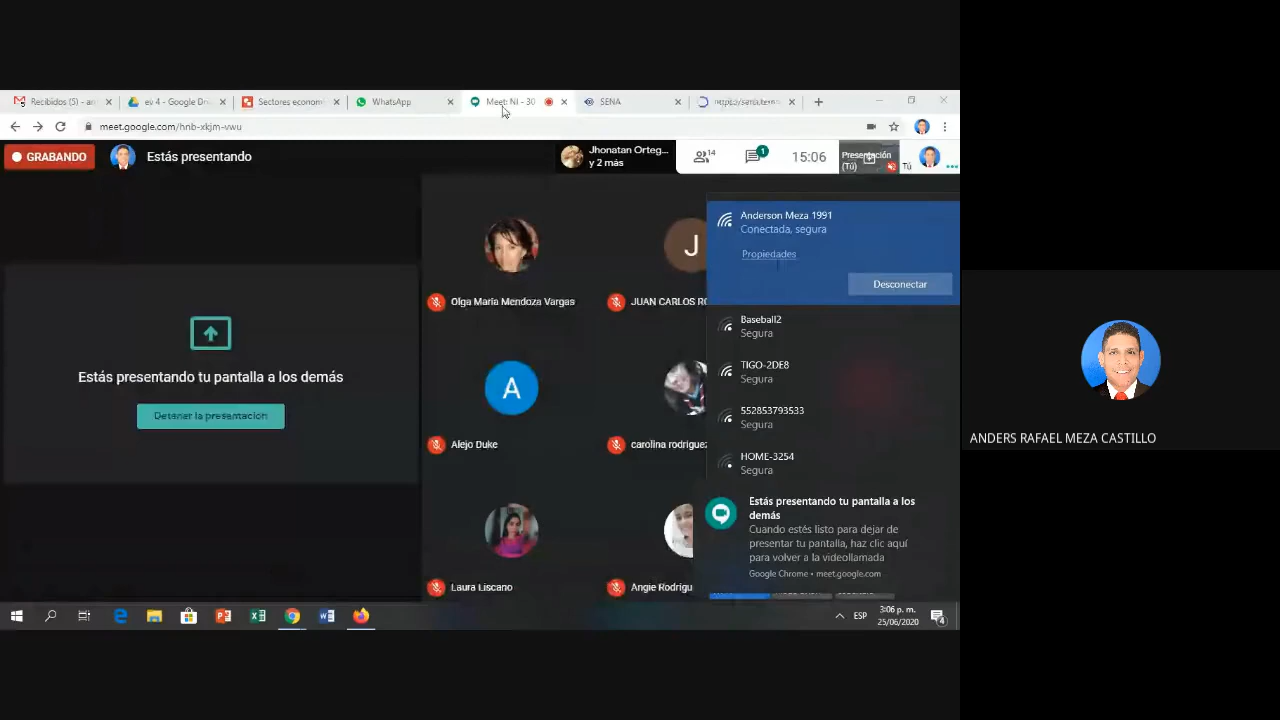 Recibidos (5) - an
ev 4 - Google Dri
Sectores econom
WhatsApp
Meet: NI - 30
SENA
meet.google.com/hnb-xkjm-vwu
GRABANDO
Estás presentando
Jhonatan Orteg...
y 2 más
14
1
15:06
Presentación
(Tú)
Tú
Estás presentando tu pantalla a los demás
Detener la presentación
Olga Maria Mendoza Vargas
J
JUAN CARLOS RO
A
Alejo Duke
carolina rodriguez
Laura Liscano
Angie Rodrigu
Anderson Meza 1991
Conectada, segura
Propiedades
Desconectar
Baseball2
Segura
TIGO-2DE8
Segura
552853793533
Segura
HOME-3254
Segura
Estás presentando tu pantalla a los
demás
Cuando estés listo para dejar de
presentar tu pantalla, haz clic aquí
para volver a la videollamada
Google Chrome • meet.google.com
ESP
3:06 p. m.
25/06/2020
4
ANDERS RAFAEL MEZA CASTILLO